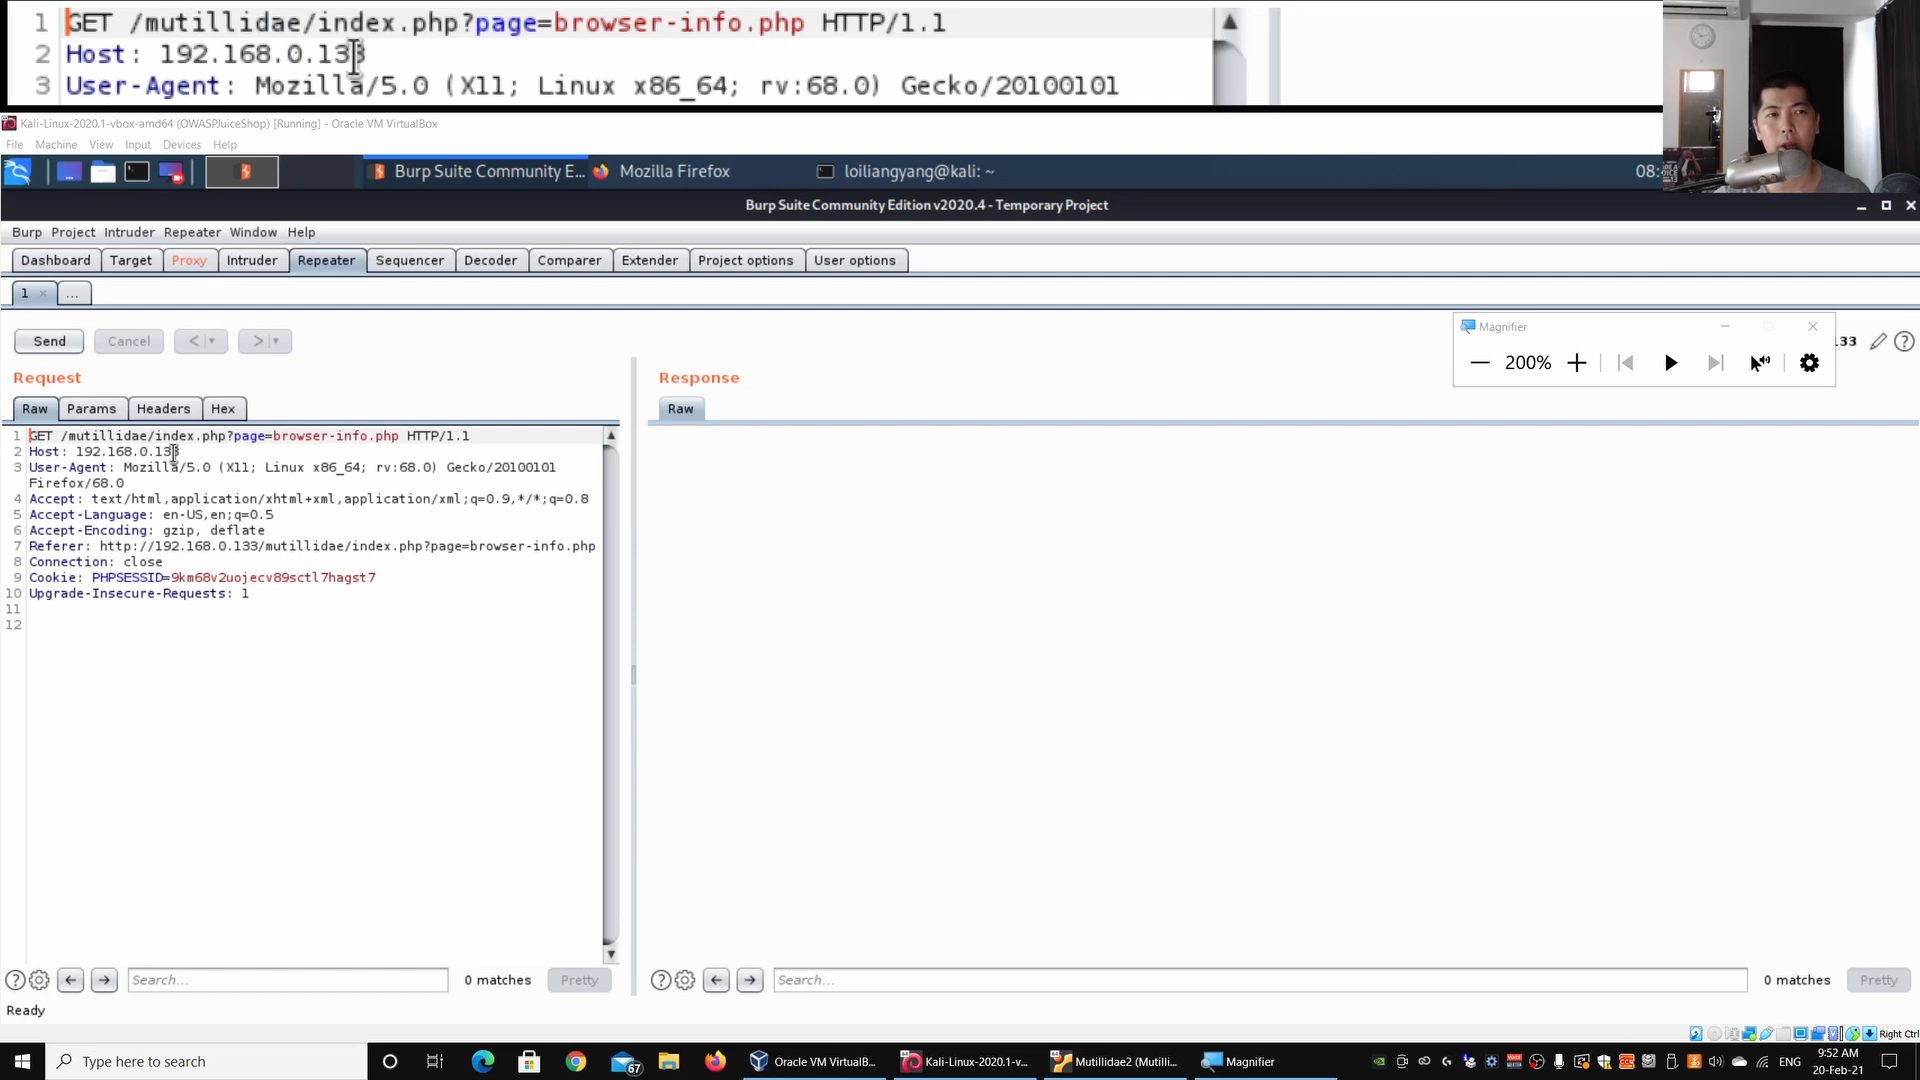 1 GET /mutillidae/index.php?page=browser-info.php HTTP/1.1
2 Host: 192.168.0.133
3 User-Agent: Mozilla/5.0 (X11; Linux x86_64; rv:68.0) Gecko/20100101
Kali-Linux-2020.1-vbox-amd64 (OWASPJuiceShop) [Running] - Oracle VM VirtualBox
File Machine View Input Devices Help
Burp Suite Community E... Mozilla Firefox loiliangyang@kali: ~ 08:
Burp Suite Community Edition v2020.4 - Temporary Project
Burp Project Intruder Repeater Window Help
Dashboard Target Proxy Intruder Repeater Sequencer Decoder Comparer Extender Project options User options
1 × ...
Magnifier
Send Cancel < >
.33
200%
Request
Response
Raw Params Headers Hex
Raw
1 GET /mutillidae/index.php?page=browser-info.php HTTP/1.1
2 Host: 192.168.0.133
3 User-Agent: Mozilla/5.0 (X11; Linux x86_64; rv:68.0) Gecko/20100101
Firefox/68.0
4 Accept: text/html,application/xhtml+xml,application/xml;q=0.9,*/*;q=0.8
5 Accept-Language: en-US,en;q=0.5
6 Accept-Encoding: gzip, deflate
7 Referer: http://192.168.0.133/mutillidae/index.php?page=browser-info.php
8 Connection: close
9 Cookie: PHPSESSID=9km68v2uojecv89sctl7hagst7
10 Upgrade-Insecure-Requests: 1
11
12
Search... 0 matches Pretty
Search... 0 matches Pretty
Ready
Right Ctrl
Type here to search
67
Oracle VM VirtualB...
Kali-Linux-2020.1-v...
Mutillidae2 (Mutilli...
Magnifier
ENG
9:52 AM
20-Feb-21